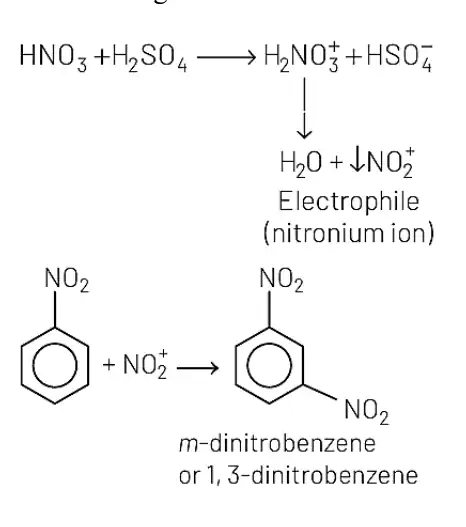 HNO₃ + H₂SO₄ ⟶ H₂NO₃⁺ + HSO₄⁻
↓
H₂O + ↓NO₂⁺
Electrophile
(nitronium ion)
NO₂ NO₂
+ NO₂⁺ ⟶
NO₂
m-dinitrobenzene
or 1, 3-dinitrobenzene